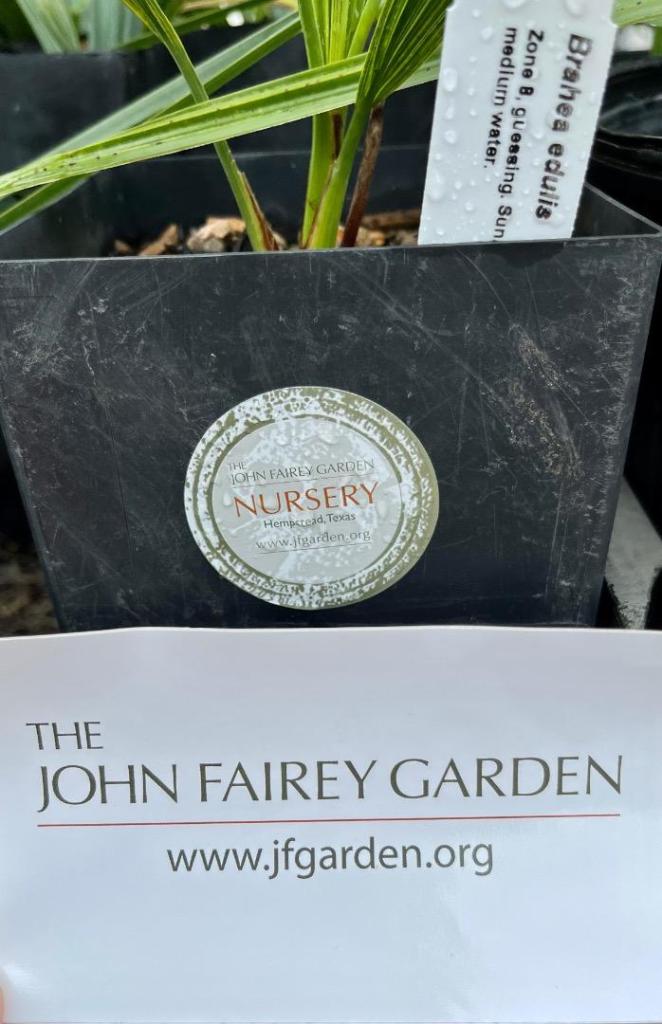 Brahea edulis
Zone 8, guessing. Sun,
medium water.
THE
JOHN FAIREY GARDEN
NURSERY
Hempstead, Texas
www.jfgarden.org
THE
JOHN FAIREY GARDEN
www.jfgarden.org